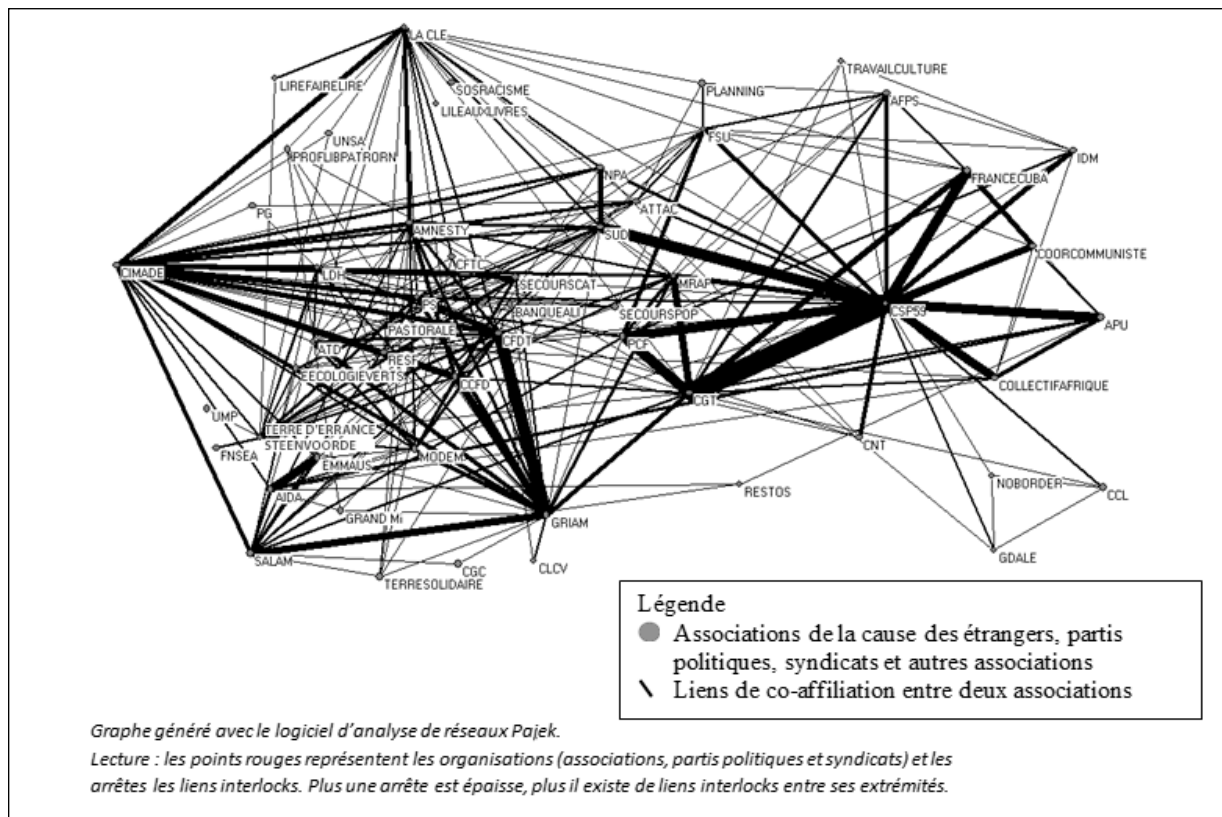 LA CLE
TRAVAILCULTURE
LIREFAIRELIRE
SOSRACISME
PLANNING
AFPS
LILEAUXLIVRES
FSU
UNSA
PROFLIBPATRORN
IDM
NPA
FRANCECUBA
PG
ATTAC
AMNESTY
SUD
COORCOMMUNISTE
CFTC
CIMADE
LDH
SECOURSCAT
MRAP
PS
BANQUEALI
SECOURSPOP
CSP59
APU
PASTORALE
CFDT
PCF
ATD
RESF
EECOLOGIEVERTS
CCFD
COLLECTIFAFRIQUE
CGT
UMP
TERRE D'ERRANCE
STEENVOORDE
CNT
FNSEA
EMMAUS
MODEM
AIDA
RESTOS
NOBORDER
CCL
GRAND Mi
GRIAM
SALAM
CGC
CLCV
GDALE
TERRESOLIDAIRE
Légende
Associations de la cause des étrangers, partis
politiques, syndicats et autres associations
Liens de co-affiliation entre deux associations
Graphe généré avec le logiciel d'analyse de réseaux Pajek.
Lecture : les points rouges représentent les organisations (associations, partis politiques et syndicats) et les
arrêtes les liens interlocks. Plus une arrête est épaisse, plus il existe de liens interlocks entre ses extrémités.